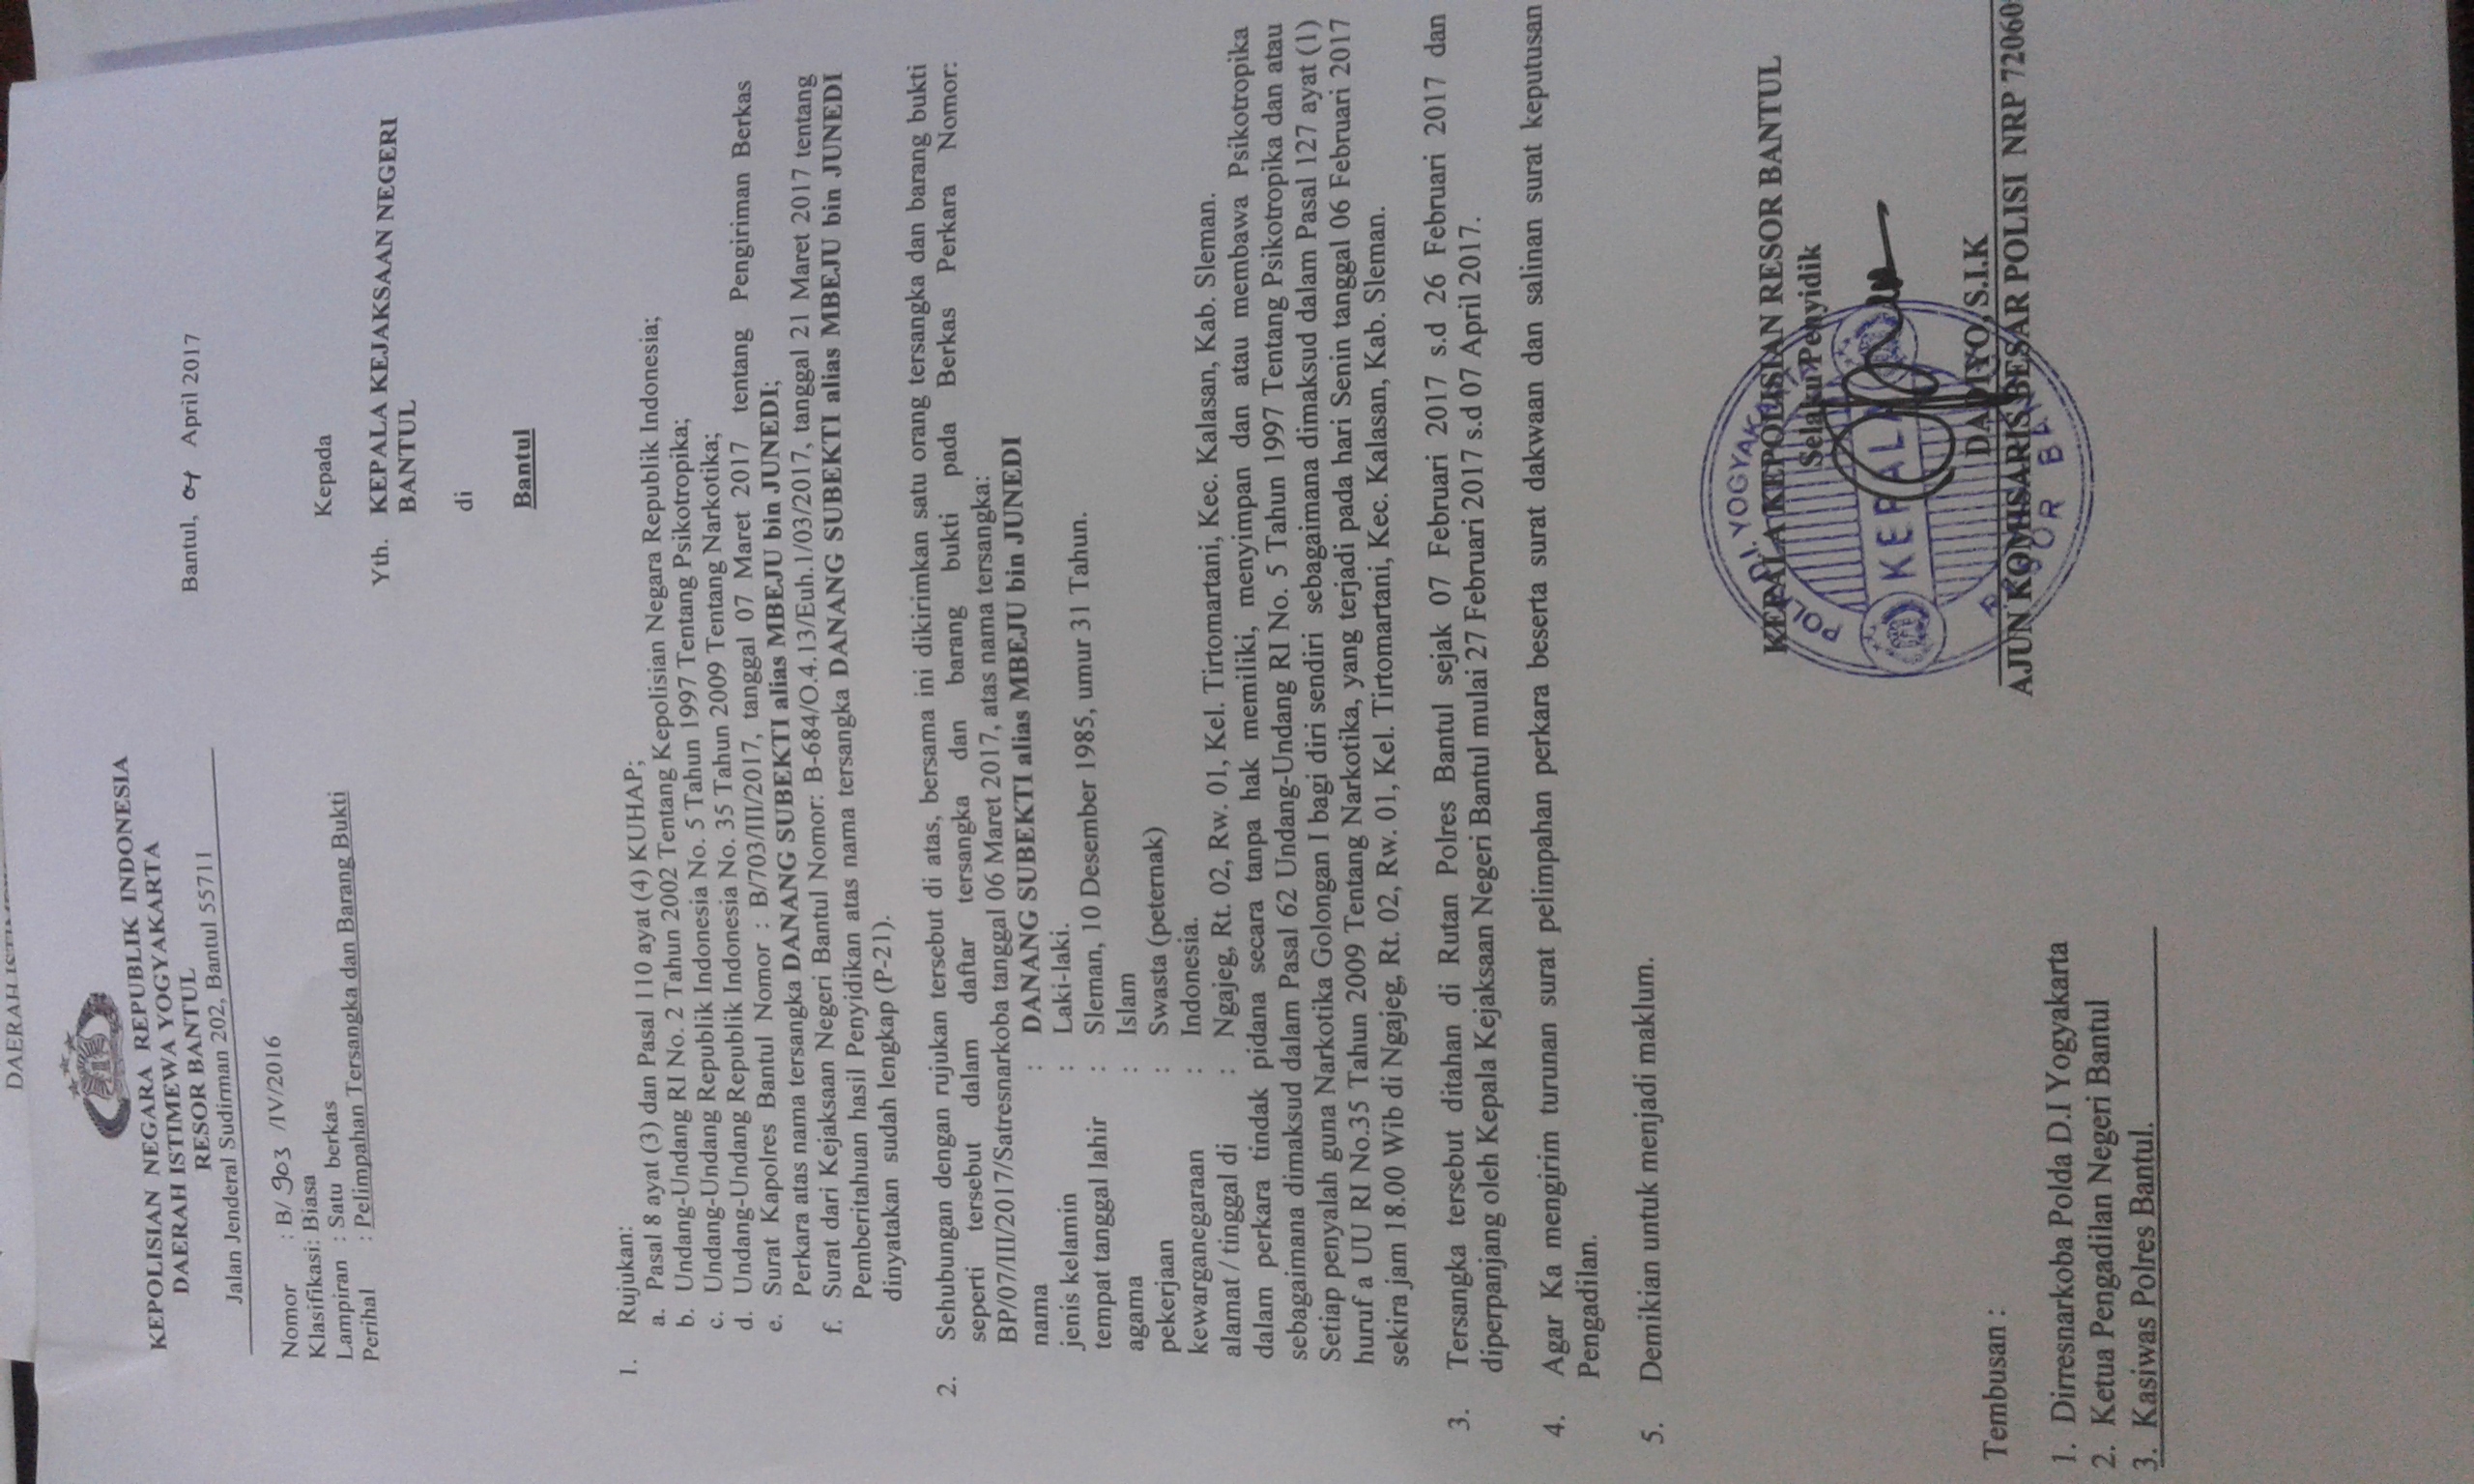 KEPOLISIAN NEGARA REPUBLIK INDONESIA
DAERAH ISTIMEWA YOGYAKARTA
RESOR BANTUL
Jalan Jenderal Sudirman 202, Bantul 55711
Bantul, 04 April 2017
Nomor : B/ 903 /IV/2016
Klasifikasi: Biasa
Lampiran : Satu berkas
Perihal : Pelimpahan Tersangka dan Barang Bukti
Kepada
Yth. KEPALA KEJAKSAAN NEGERI
BANTUL
di
Bantul
1. Rujukan:
a. Pasal 8 ayat (3) dan Pasal 110 ayat (4) KUHAP;
b. Undang-Undang RI No. 2 Tahun 2002 Tentang Kepolisian Negara Republik Indonesia;
c. Undang-Undang Republik Indonesia No. 5 Tahun 1997 Tentang Psikotropika;
d. Undang-Undang Republik Indonesia No. 35 Tahun 2009 Tentang Narkotika;
e. Surat Kapolres Bantul Nomor : B/703/III/2017, tanggal 07 Maret 2017 tentang Pengiriman Berkas
Perkara atas nama tersangka DANANG SUBEKTI alias MBEJU bin JUNEDI;
f. Surat dari Kejaksaan Negeri Bantul Nomor: B-684/O.4.13/Euh.1/03/2017, tanggal 21 Maret 2017 tentang
Pemberitahuan hasil Penyidikan atas nama tersangka DANANG SUBEKTI alias MBEJU bin JUNEDI
dinyatakan sudah lengkap (P-21).
2. Sehubungan dengan rujukan tersebut di atas, bersama ini dikirimkan satu orang tersangka dan barang bukti
seperti tersebut dalam daftar tersangka dan barang bukti pada Berkas Perkara Nomor:
BP/07/III/2017/Satresnarkoba tanggal 06 Maret 2017, atas nama tersangka:
nama : DANANG SUBEKTI alias MBEJU bin JUNEDI
jenis kelamin : Laki-laki.
tempat tanggal lahir : Sleman, 10 Desember 1985, umur 31 Tahun.
agama : Islam
pekerjaan : Swasta (peternak)
kewarganegaraan : Indonesia.
alamat / tinggal di : Ngajeg, Rt. 02, Rw. 01, Kel. Tirtomartani, Kec. Kalasan, Kab. Sleman.
dalam perkara tindak pidana secara tanpa hak memiliki, menyimpan dan atau membawa Psikotropika
sebagaimana dimaksud dalam Pasal 62 Undang-Undang RI No. 5 Tahun 1997 Tentang Psikotropika dan atau
Setiap penyalah guna Narkotika Golongan I bagi diri sendiri sebagaimana dimaksud dalam Pasal 127 ayat (1)
huruf a UU RI No.35 Tahun 2009 Tentang Narkotika, yang terjadi pada hari Senin tanggal 06 Februari 2017
sekira jam 18.00 Wib di Ngajeg, Rt. 02, Rw. 01, Kel. Tirtomartani, Kec. Kalasan, Kab. Sleman.
3. Tersangka tersebut ditahan di Rutan Polres Bantul sejak 07 Februari 2017 s.d 26 Februari 2017 dan
diperpanjang oleh Kepala Kejaksaan Negeri Bantul mulai 27 Februari 2017 s.d 07 April 2017.
4. Agar Ka mengirim turunan surat pelimpahan perkara beserta surat dakwaan dan salinan surat keputusan
Pengadilan.
5. Demikian untuk menjadi maklum.
KEPALA KEPOLISIAN RESOR BANTUL
Selaku Penyidik
KEPALA
DADIYO, S.I.K
AJUN KOMISARIS BESAR POLISI NRP 72060
Tembusan :
1. Dirresnarkoba Polda D.I Yogyakarta
2. Ketua Pengadilan Negeri Bantul
3. Kasiwas Polres Bantul.